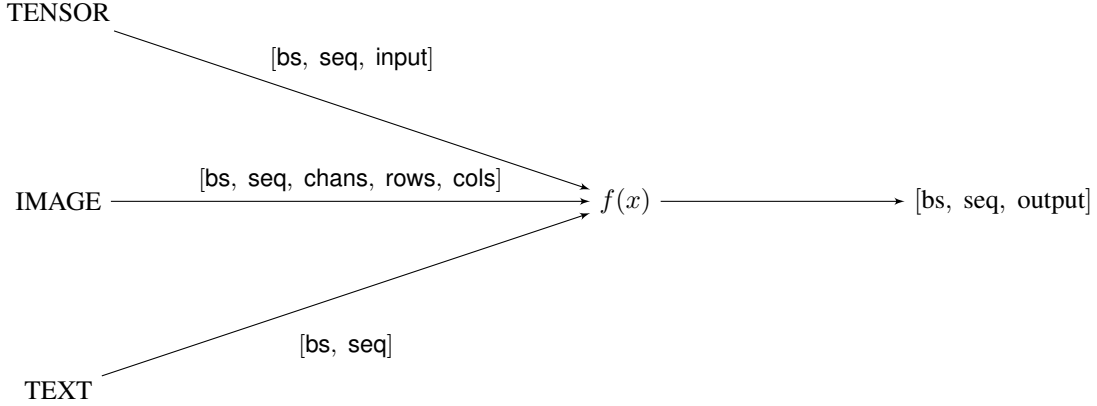 TENSOR
[bs, seq, input]
[bs, seq, chans, rows, cols]
IMAGE
f(x)
[bs, seq, output]
[bs, seq]
TEXT